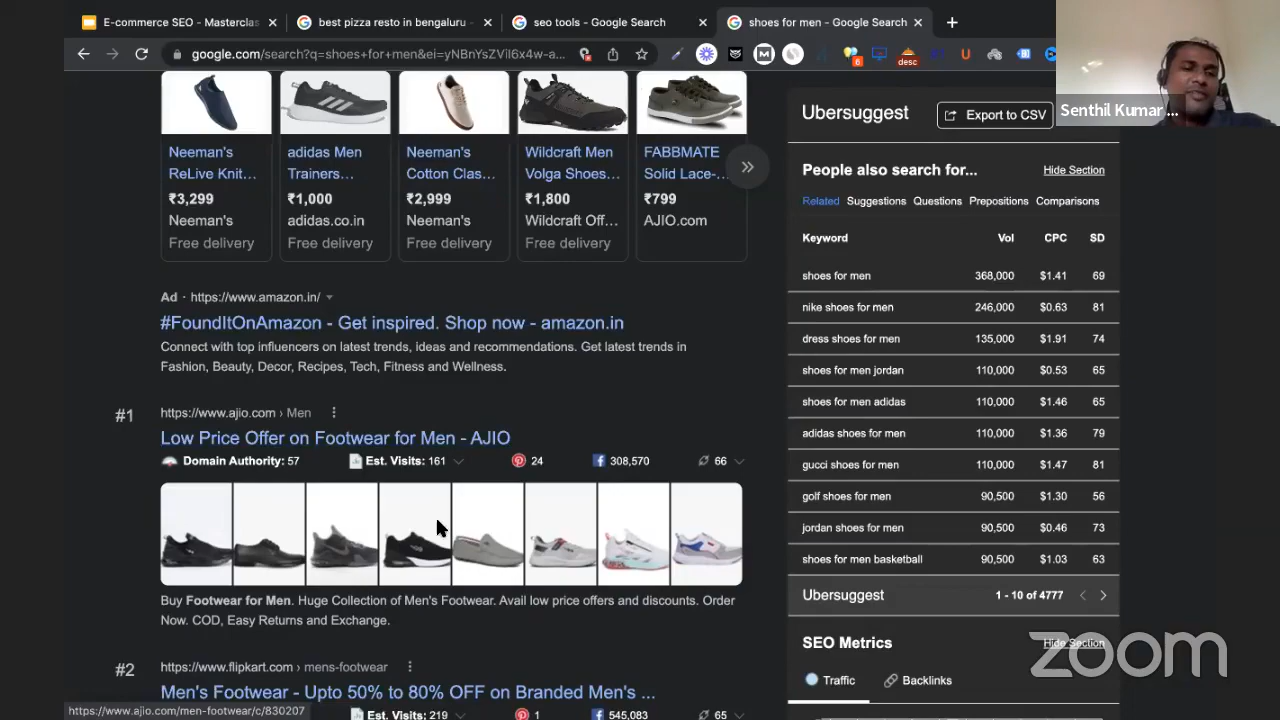 E-commerce SEO - Masterclas
best pizza resto in bengaluru -
seo tools - Google Search
shoes for men - Google Search
google.com/search?q=shoes+for+men&ei=yNBnYsZVil6x4w-a...
6
desc
Senthil Kumar ...
Neeman's ReLive Knit...
₹3,299
Neeman's
Free delivery
adidas Men Trainers...
₹1,000
adidas.co.in
Free delivery
Neeman's Cotton Clas...
₹2,999
Neeman's
Free delivery
Wildcraft Men Volga Shoes...
₹1,800
Wildcraft Off...
Free delivery
FABBMATE Solid Lace-...
₹799
AJIO.com
Ad · https://www.amazon.in/
#FoundItOnAmazon - Get inspired. Shop now - amazon.in
Connect with top influencers on latest trends, ideas and recommendations. Get latest trends in
Fashion, Beauty, Decor, Recipes, Tech, Fitness and Wellness.
#1
https://www.ajio.com › Men
Low Price Offer on Footwear for Men - AJIO
Domain Authority: 57 Est. Visits: 161 24 308,570 66
Buy Footwear for Men. Huge Collection of Men's Footwear. Avail low price offers and discounts. Order
Now. COD, Easy Returns and Exchange.
#2
https://www.flipkart.com › mens-footwear
Men's Footwear - Upto 50% to 80% OFF on Branded Men's ...
Est. Visits: 219 1 545,083 65
https://www.ajio.com/men-footwear/c/830207
Ubersuggest
Export to CSV
People also search for...
Hide Section
Related Suggestions Questions Prepositions Comparisons
Keyword Vol CPC SD
shoes for men 368,000 $1.41 69
nike shoes for men 246,000 $0.63 81
dress shoes for men 135,000 $1.91 74
shoes for men jordan 110,000 $0.53 65
shoes for men adidas 110,000 $1.46 65
adidas shoes for men 110,000 $1.36 79
gucci shoes for men 110,000 $1.47 81
golf shoes for men 90,500 $1.30 56
jordan shoes for men 90,500 $0.46 73
shoes for men basketball 90,500 $1.03 63
Ubersuggest 1 - 10 of 4777
SEO Metrics
Hide Section
Traffic Backlinks
zoom